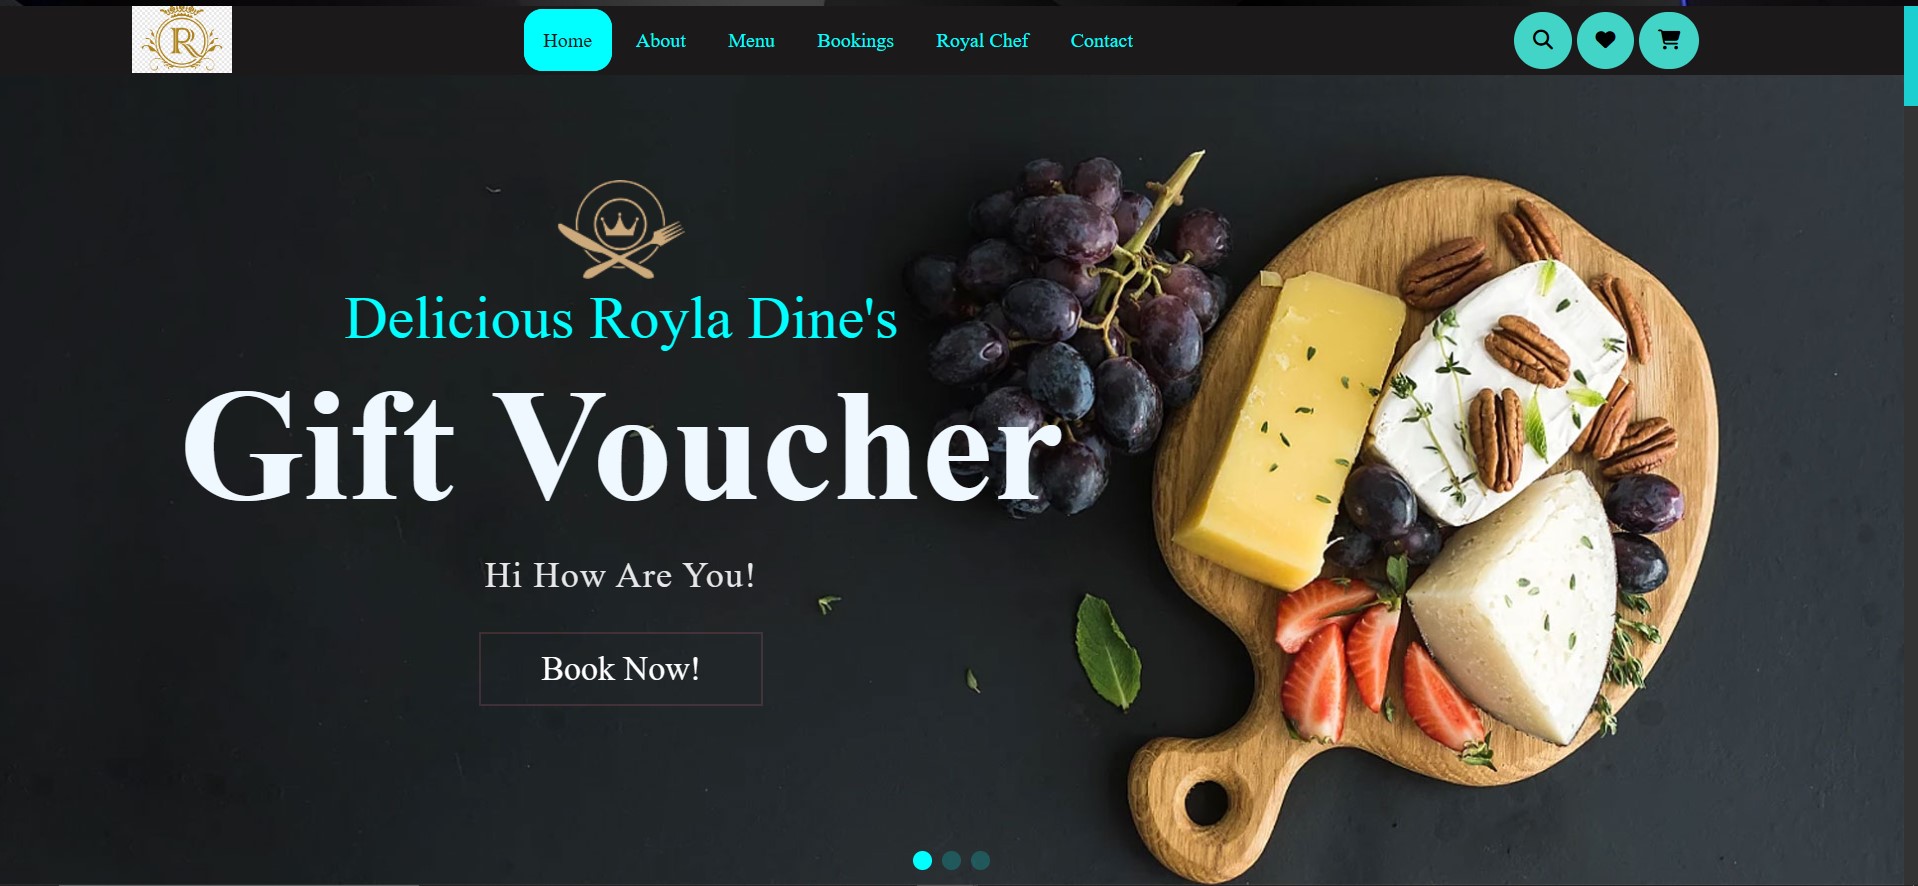 R
Home About Menu Bookings Royal Chef Contact
Delicious Royla Dine's
Gift Voucher
Hi How Are You!
Book Now!